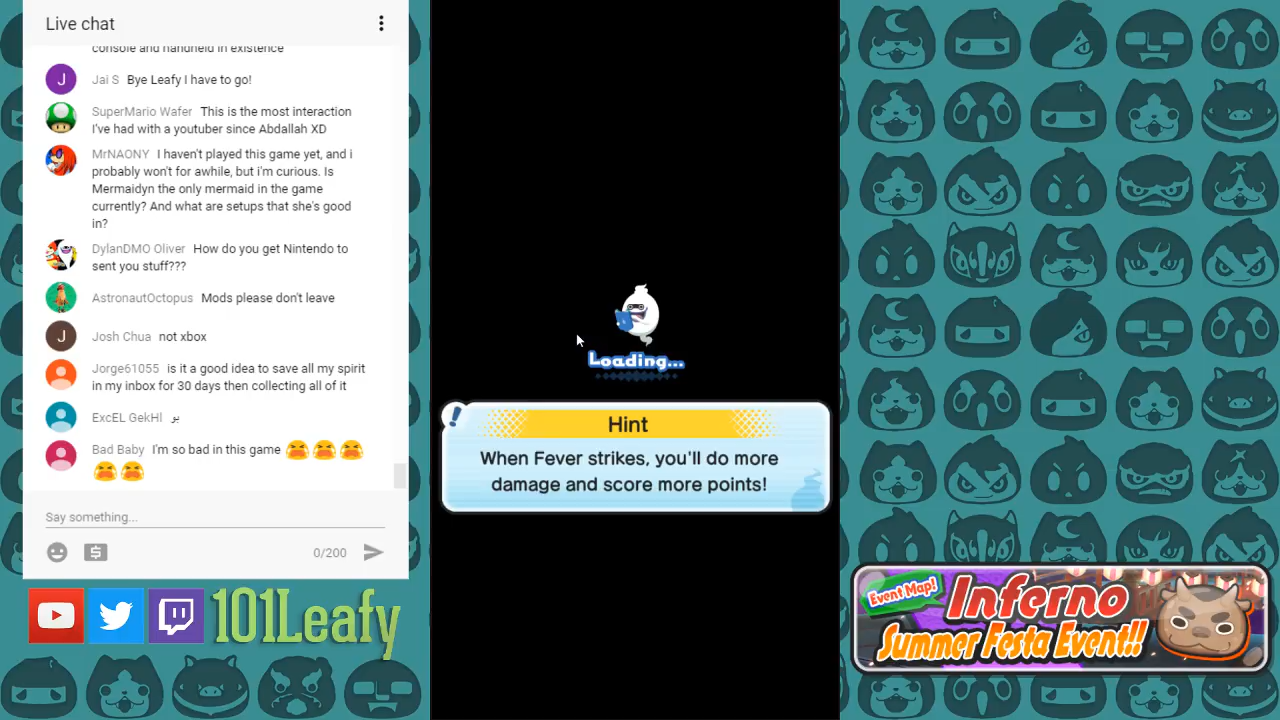 Live chat
console and handheld in existence
J Jai S Bye Leafy I have to go!
SuperMario Wafer This is the most interaction
I've had with a youtuber since Abdallah XD
MrNAONY I haven't played this game yet, and i
probably won't for awhile, but i'm curious. Is
Mermaidyn the only mermaid in the game
currently? And what are setups that she's good
in?
DylanDMO Oliver How do you get Nintendo to
sent you stuff???
AstronautOctopus Mods please don't leave
J Josh Chua not xbox
Jorge61055 is it a good idea to save all my spirit
in my inbox for 30 days then collecting all of it
ExcEL GekH! بر
Bad Baby I'm so bad in this game
Say something...
0/200
101Leafy
Loading...
Hint
When Fever strikes, you'll do more
damage and score more points!
Event Map!
Inferno
Summer Festa Event!!